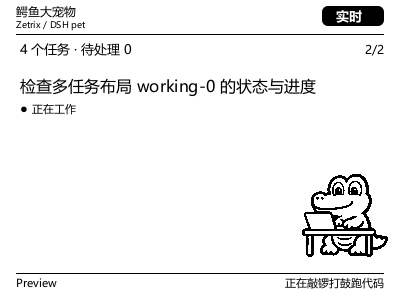 鳄鱼大宠物
实时
Zetrix / DSH pet
4 个任务 · 待处理 0
2/2
检查多任务布局 working-0 的状态与进度
● 正在工作
Preview
正在敲锣打鼓跑代码